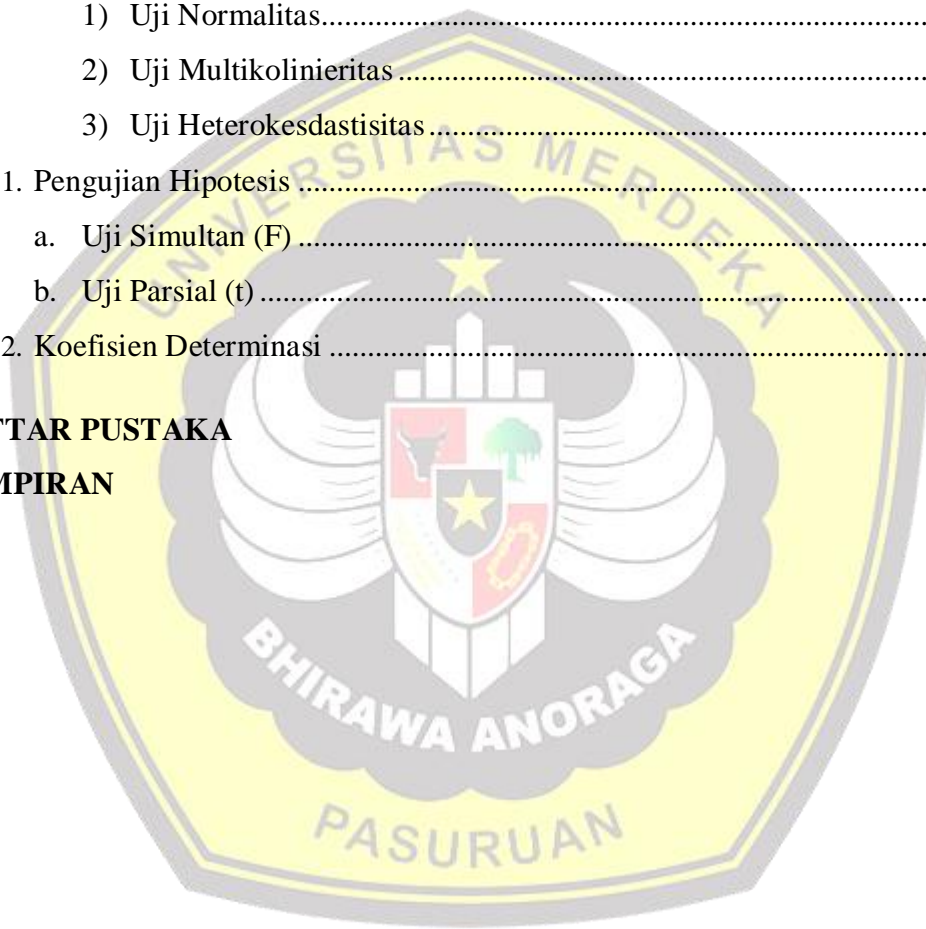 1) Uji Normalitas......................................................................
2) Uji Multikolinieritas ............................................................
3) Uji Heterokesdastisitas........................................................
1. Pengujian Hipotesis ..............................................................................
a. Uji Simultan (F) ..............................................................................
b. Uji Parsial (t) ..................................................................................
2. Koefisien Determinasi ..........................................................................
TAR PUSTAKA
MPIRAN
UNIVERSITAS MERDEKA
BHIRAWA ANORAGA
PASURUAN